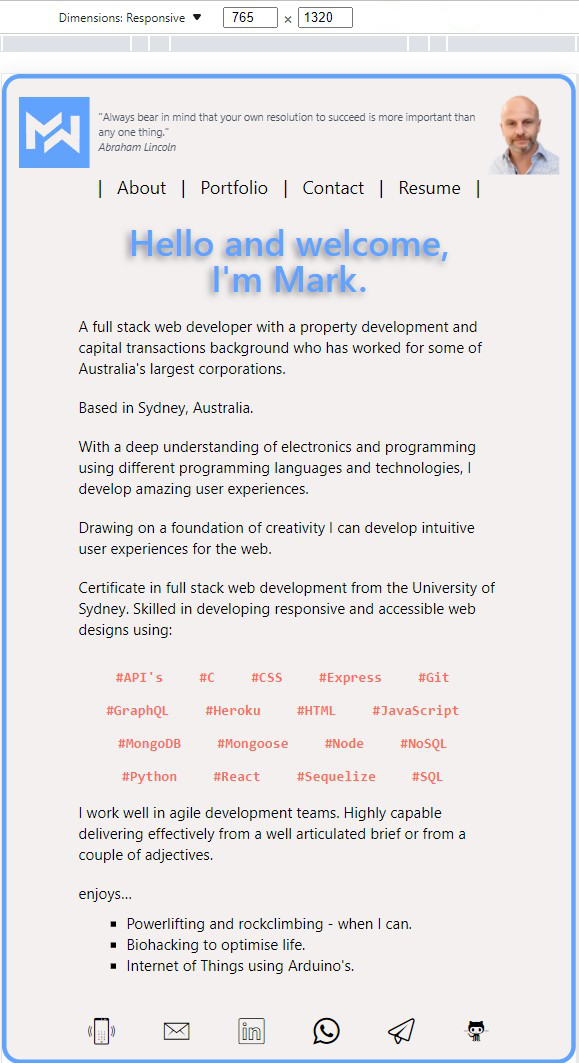 Dimensions: Responsive ▼ 765 × 1320
"Always bear in mind that your own resolution to succeed is more important than
any one thing."
Abraham Lincoln
| About | Portfolio | Contact | Resume |
Hello and welcome,
I'm Mark.
A full stack web developer with a property development and
capital transactions background who has worked for some of
Australia's largest corporations.
Based in Sydney, Australia.
With a deep understanding of electronics and programming
using different programming languages and technologies, I
develop amazing user experiences.
Drawing on a foundation of creativity I can develop intuitive
user experiences for the web.
Certificate in full stack web development from the University of
Sydney. Skilled in developing responsive and accessible web
designs using:
#API's #C #CSS #Express #Git
#GraphQL #Heroku #HTML #JavaScript
#MongoDB #Mongoose #Node #NoSQL
#Python #React #Sequelize #SQL
I work well in agile development teams. Highly capable
delivering effectively from a well articulated brief or from a
couple of adjectives.
enjoys...
▪ Powerlifting and rockclimbing - when I can.
▪ Biohacking to optimise life.
▪ Internet of Things using Arduino's.
in